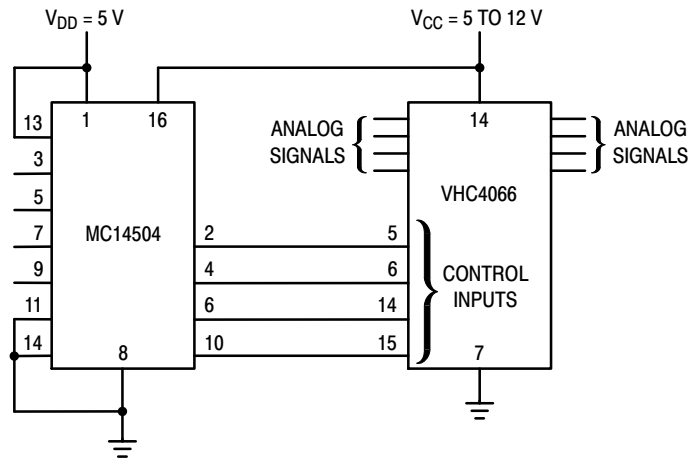 VDD = 5 V
VCC = 5 TO 12 V
13
1
16
14
ANALOG
SIGNALS
ANALOG
SIGNALS
3
5
VHC4066
7
MC14504
2
5
9
4
6
CONTROL
INPUTS
11
6
14
14
8
10
15
7